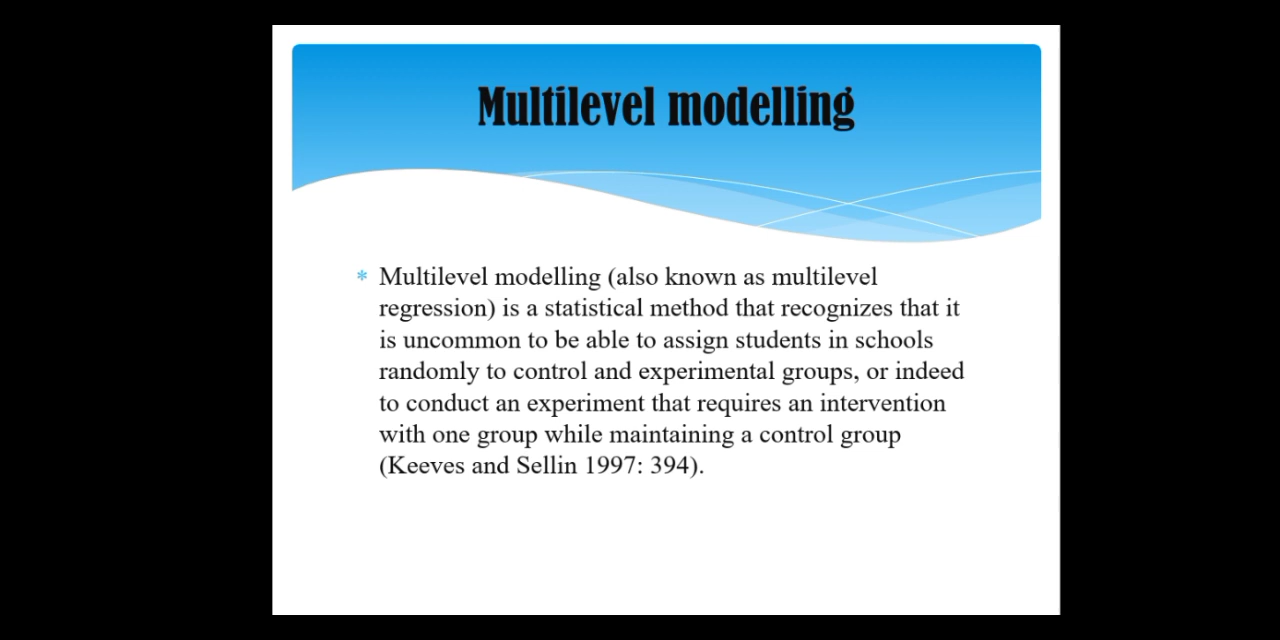 Multilevel modelling
* Multilevel modelling (also known as multilevel
regression) is a statistical method that recognizes that it
is uncommon to be able to assign students in schools
randomly to control and experimental groups, or indeed
to conduct an experiment that requires an intervention
with one group while maintaining a control group
(Keeves and Sellin 1997: 394).